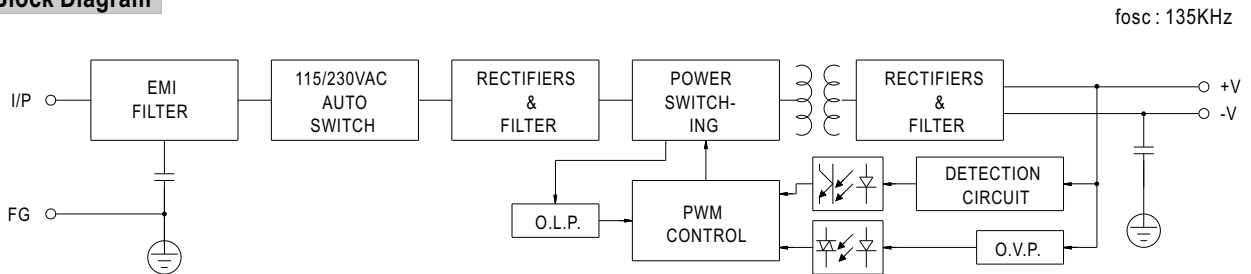 Block Diagram
fosc : 135KHz
I/P
EMI
FILTER
115/230VAC
AUTO
SWITCH
RECTIFIERS
&
FILTER
POWER
SWITCH-
ING
RECTIFIERS
&
FILTER
+V
-V
FG
O.L.P.
PWM
CONTROL
DETECTION
CIRCUIT
O.V.P.